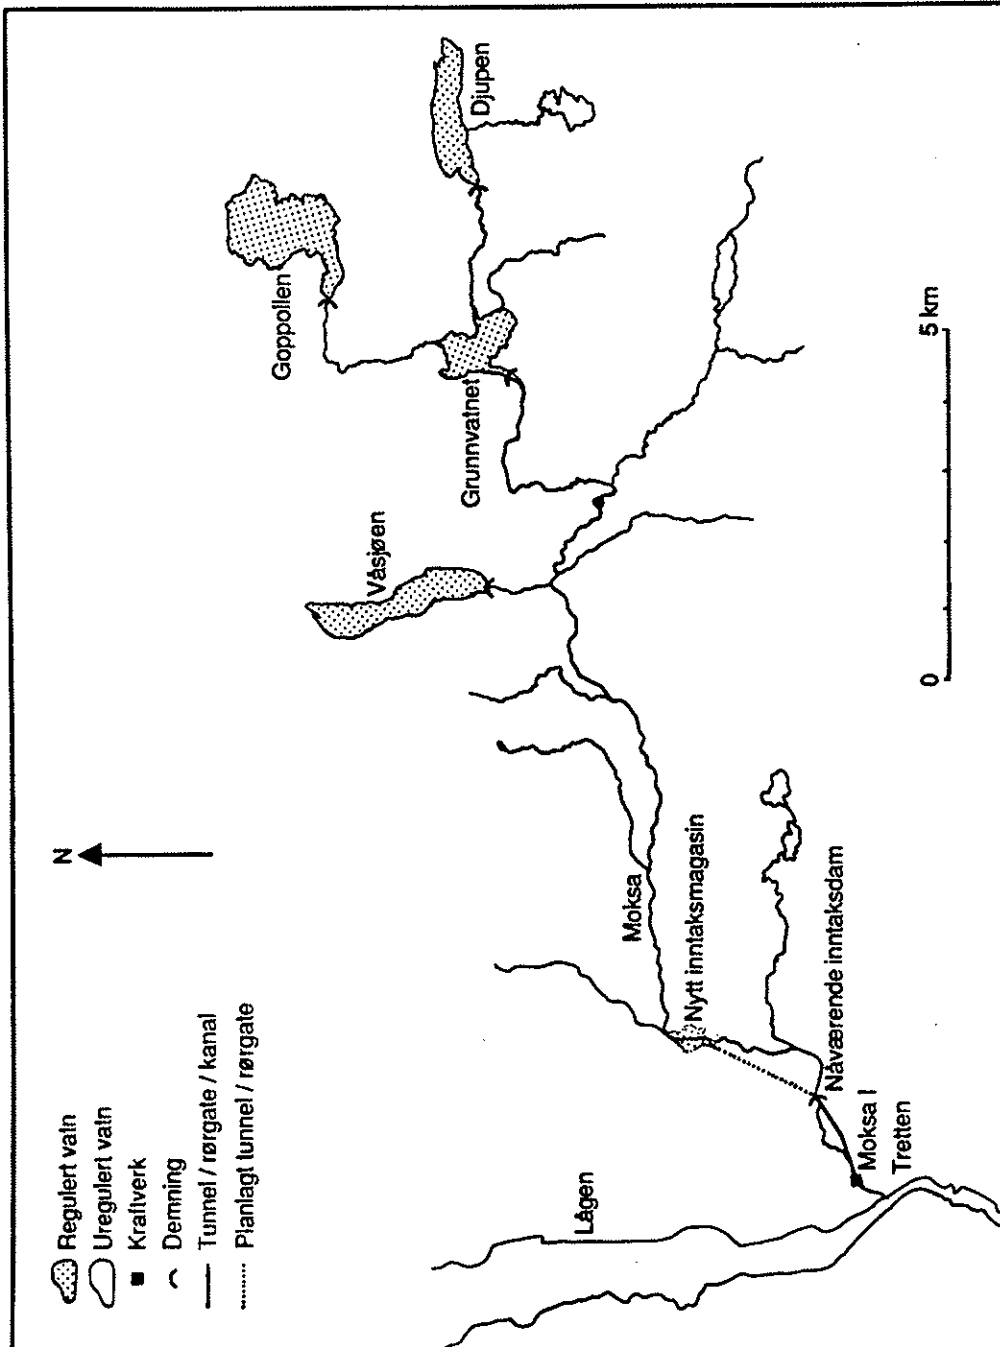 N
Regulert vatn
Uregulert vatn
Kraftverk
Demning
Tunnel / rørgate / kanal
Planlagt tunnel / rørgate
Goppollen
Djupen
Grunnvatnet
Våsjøen
Moksa
Nytt inntaksmagasin
Nåværende inntaksdam
Moksa I
Tretten
Lågen
0
5 km